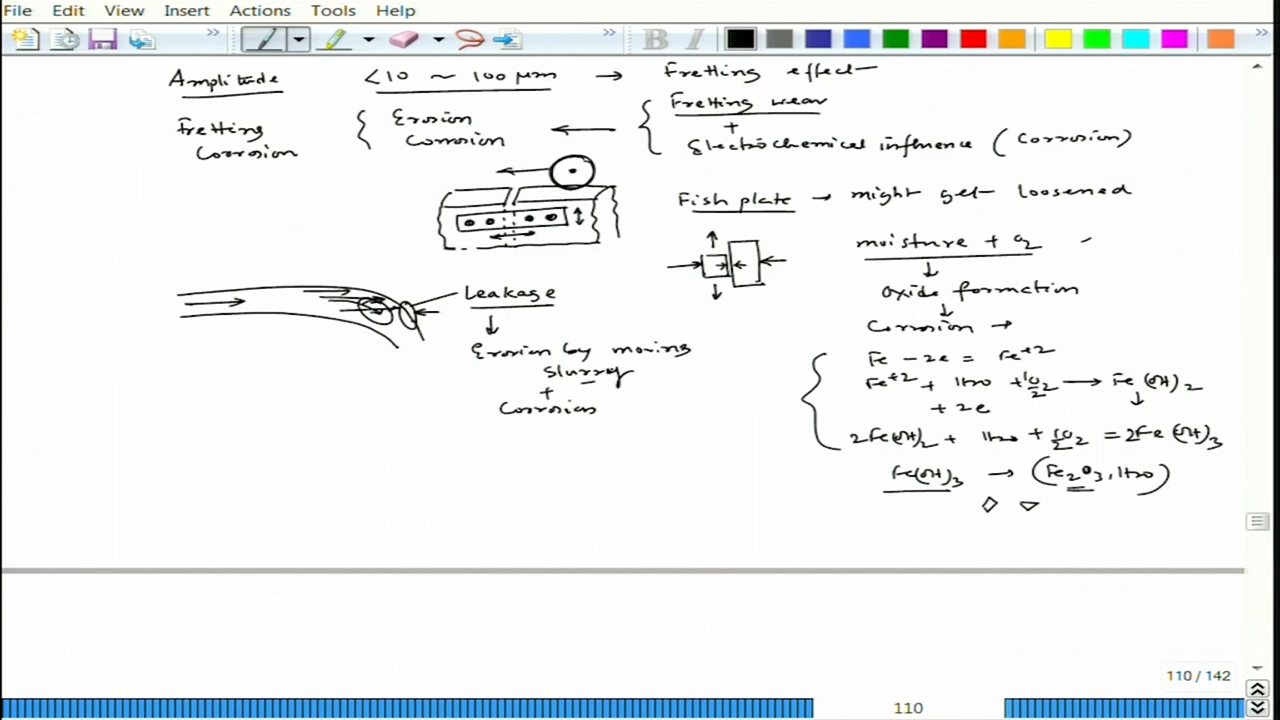 File Edit View Insert Actions Tools Help
B I
Amplitude <10 ~ 100 μm → Fretting effect
Fretting Corrosion
{ Erosion
Corrosion
←
{ Fretting wear
+
Electrochemical inference (Corrosion)
Fish plate → might get loosened
moisture + O2
↓
Oxide formation
↓
Corrosion →
Leakage
↓
Erosion by moving
slurry
+
Corrosion
Fe - 2e = Fe+2
Fe+2 + H2O + 1/2 O2 → Fe(OH)2
+ 2e ↓
2Fe(OH)2 + H2O + 1/2 O2 = 2Fe(OH)3
Fe(OH)3 → (Fe2O3, H2O)
110 / 142
110